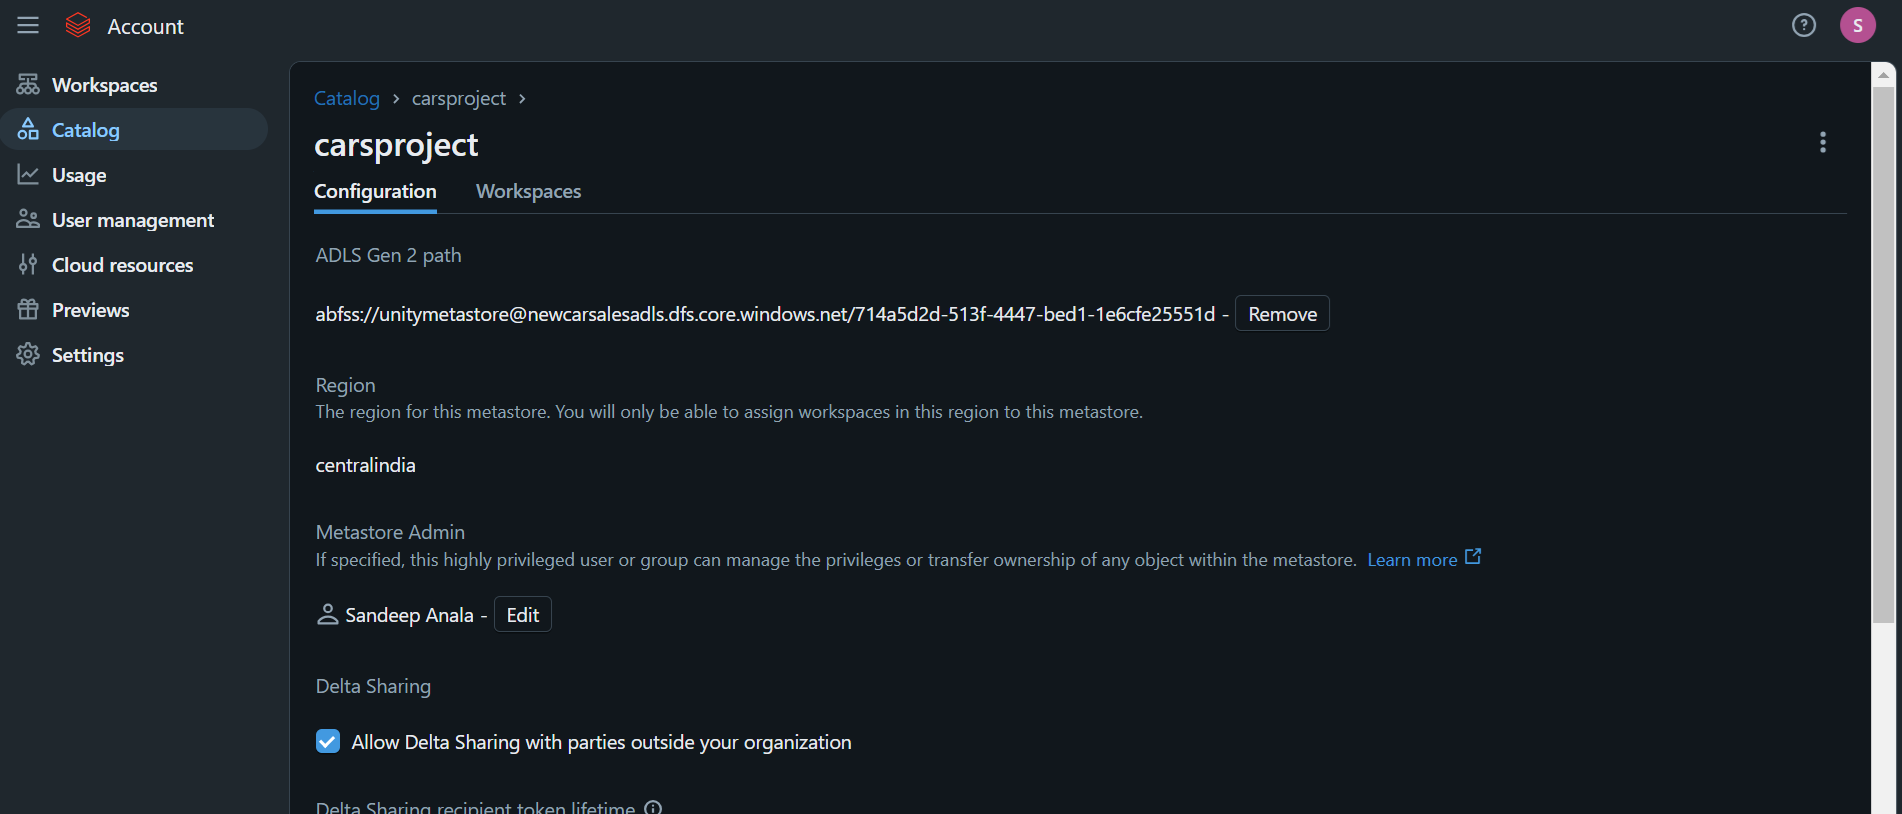 Account
S
Workspaces
Catalog
Usage
User management
Cloud resources
Previews
Settings
Catalog > carsproject >
carsproject
Configuration Workspaces
ADLS Gen 2 path
abfss://unitymetastore@newcarsalesadls.dfs.core.windows.net/714a5d2d-513f-4447-bed1-1e6cfe25551d - Remove
Region
The region for this metastore. You will only be able to assign workspaces in this region to this metastore.
centralindia
Metastore Admin
If specified, this highly privileged user or group can manage the privileges or transfer ownership of any object within the metastore. Learn more
Sandeep Anala - Edit
Delta Sharing
Allow Delta Sharing with parties outside your organization
Delta Sharing recipient token lifetime